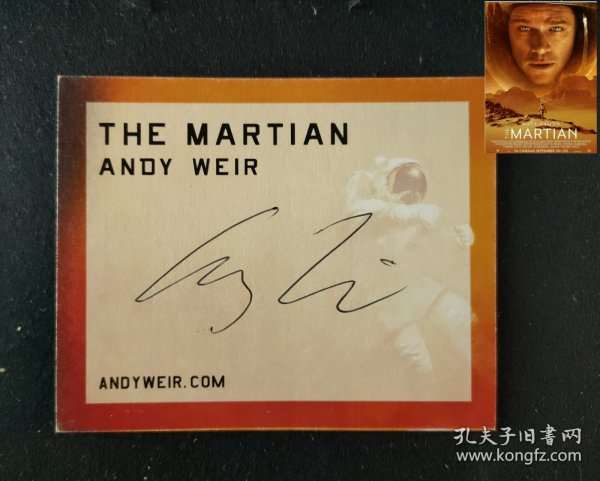 THE MARTIAN
ANDY WEIR
ANDYWEIR.COM
MARTIAN
孔夫子旧书网
www.kongfz.com